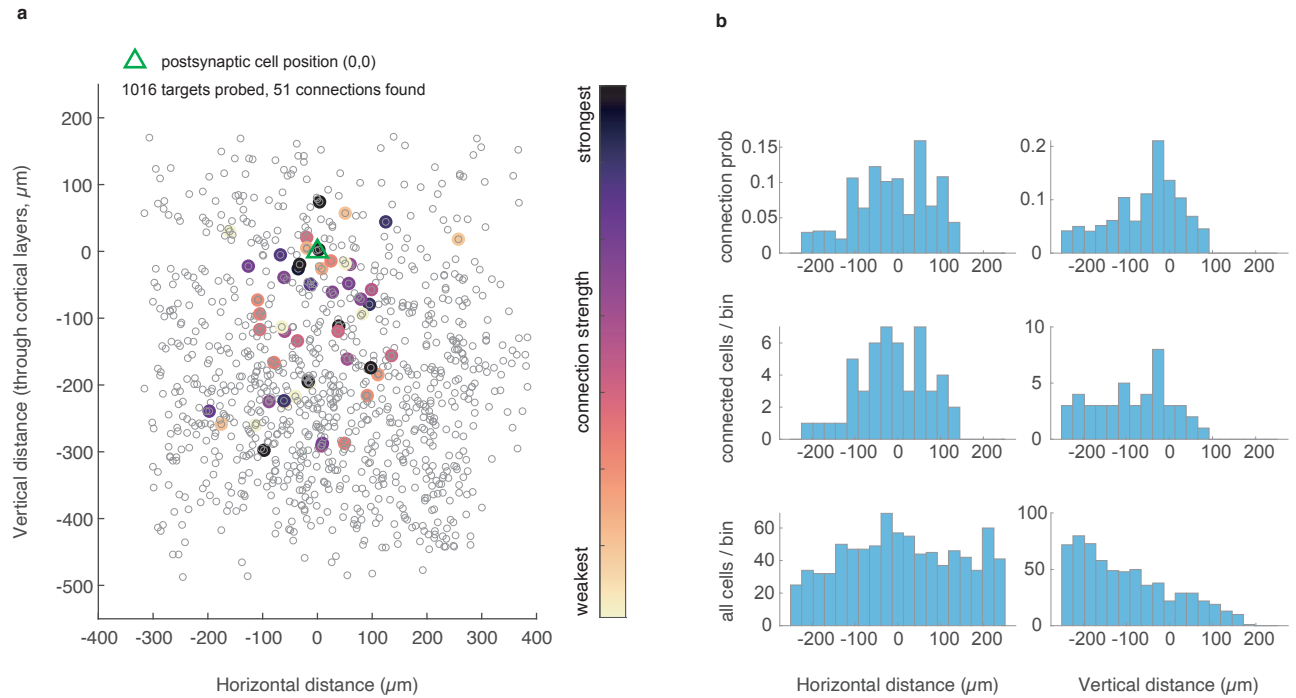 a
postsynaptic cell position (0,0)
1016 targets probed, 51 connections found
200
100
0
-100
-200
-300
-400
-500
-400 -300 -200 -100 0 100 200 300 400
Vertical distance (through cortical layers, µm)
Horizontal distance (µm)
strongest
connection strength
weakest
b
connection prob
0.15
0.1
0.05
0
-200 -100 0 100 200
0.2
0.1
0
-200 -100 0 100 200
connected cells / bin
6
4
2
0
-200 -100 0 100 200
10
5
0
-200 -100 0 100 200
all cells / bin
60
40
20
0
-200 -100 0 100 200
100
50
0
-200 -100 0 100 200
Horizontal distance (µm)
Vertical distance (µm)